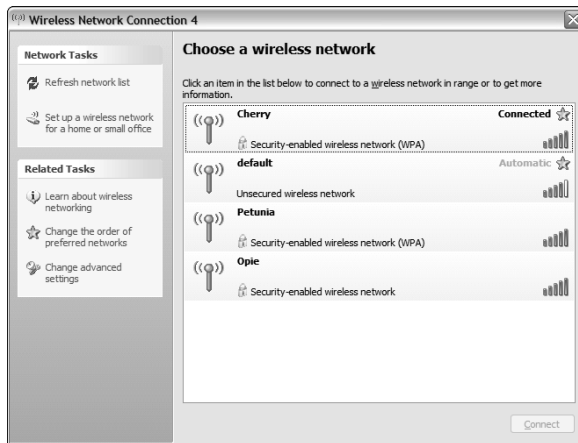 Wireless Network Connection 4
Network Tasks
Refresh network list
Set up a wireless network
for a home or small office
Related Tasks
Learn about wireless
networking
Change the order of
preferred networks
Change advanced
settings
Choose a wireless network
Click an item in the list below to connect to a wireless network in range or to get more
information.
Cherry Connected
Security-enabled wireless network (WPA)
default Automatic
Unsecured wireless network
Petunia
Security-enabled wireless network (WPA)
Opie
Security-enabled wireless network
Connect